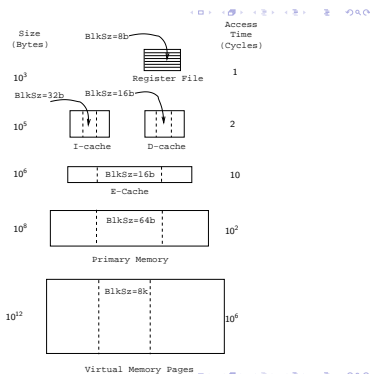 Size
(Bytes)
Access
Time
(Cycles)
BlkSz=8b
Register File
10³
1
BlkSz=32b
BlkSz=16b
10⁵
2
I-cache
D-cache
10⁶
BlkSz=16b
10
E-Cache
BlkSz=64b
10⁸
10²
Primary Memory
BlkSz=8k
10¹²
10⁶
Virtual Memory Pages